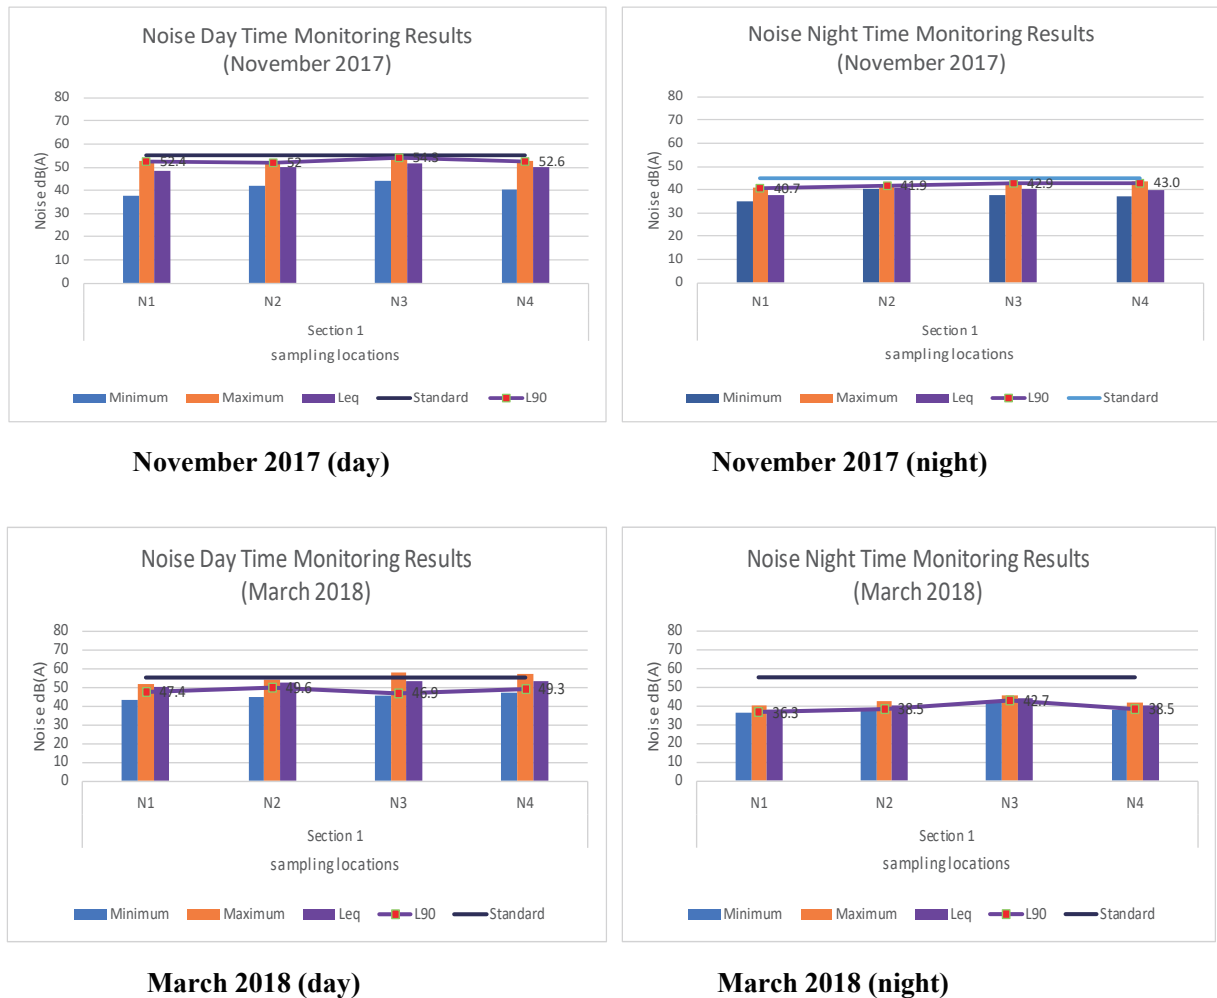 Noise Day Time Monitoring Results
(November 2017)
80
70
60
50
40
30
20
10
0
Noise dB(A)
52.4
52
52.6
N1
N2
N3
N4
Section 1
sampling locations
Minimum
Maximum
Leq
Standard
L90
November 2017 (day)
Noise Night Time Monitoring Results
(November 2017)
80
70
60
50
40
30
20
10
0
Noise dB(A)
40.7
41.9
42.9
43.0
N1
N2
N3
N4
Section 1
sampling locations
Minimum
Maximum
Leq
L90
Standard
November 2017 (night)
Noise Day Time Monitoring Results
(March 2018)
80
70
60
50
40
30
20
10
0
Noise dB(A)
47.4
49.6
46.9
49.3
N1
N2
N3
N4
Section 1
sampling locations
Minimum
Maximum
Leq
L90
Standard
March 2018 (day)
Noise Night Time Monitoring Results
(March 2018)
80
70
60
50
40
30
20
10
0
Noise dB(A)
36.3
38.5
42.7
38.5
N1
N2
N3
N4
Section 1
sampling locations
Minimum
Maximum
Leq
L90
Standard
March 2018 (night)